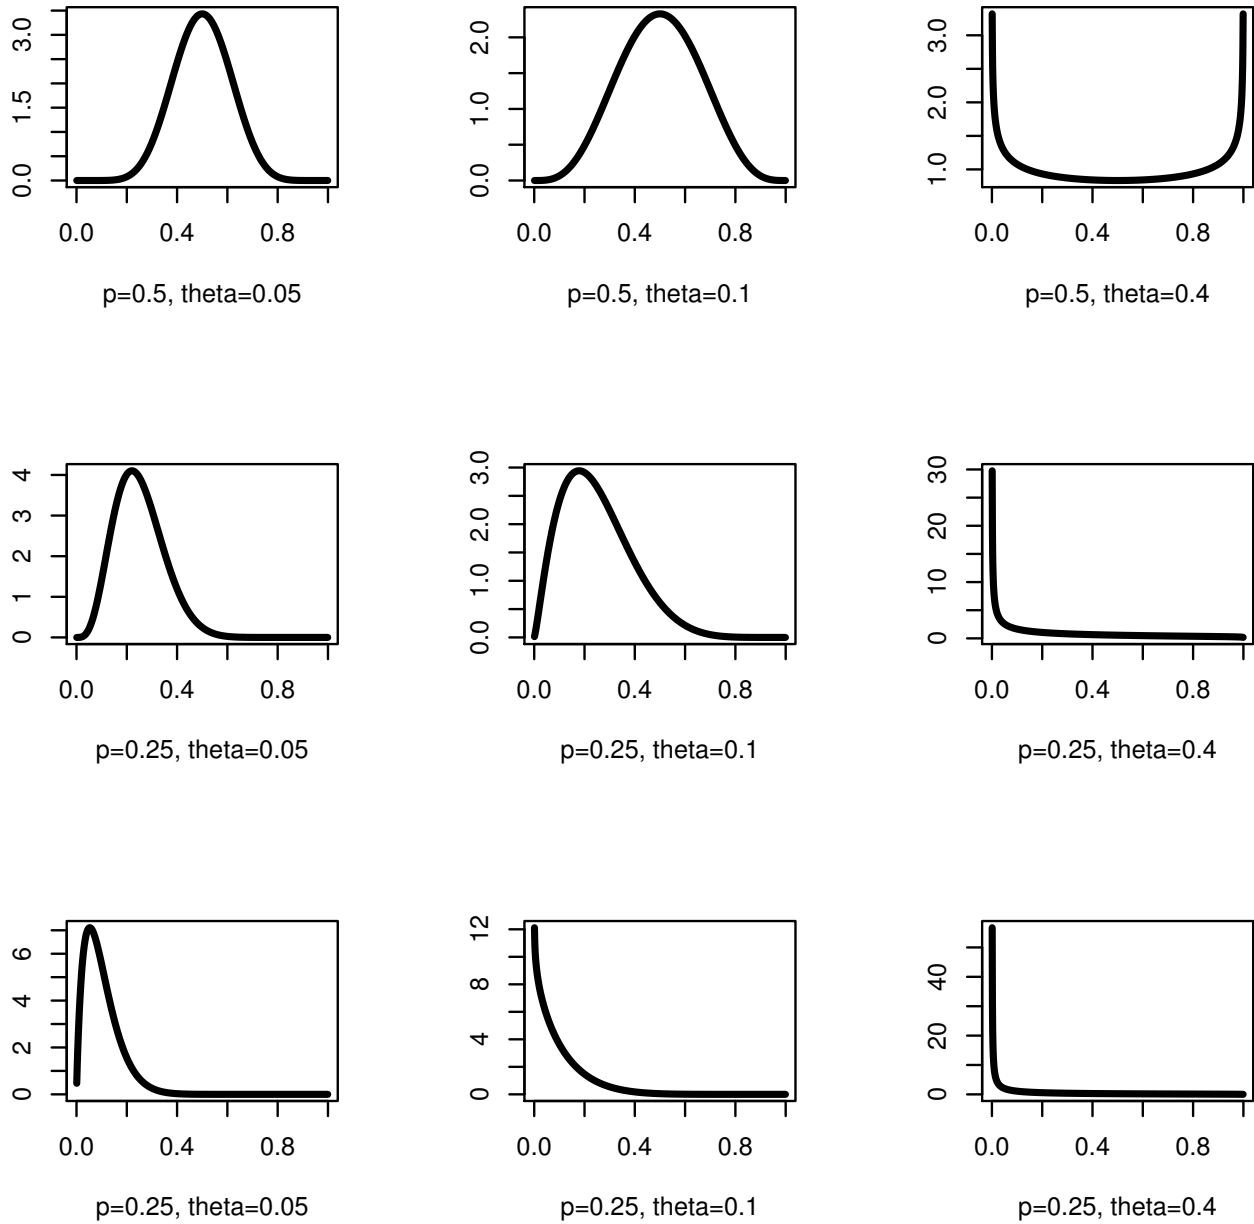 3.0 1.5 0.0
0.0 0.4 0.8
p=0.5, theta=0.05
2.0 1.0 0.0
0.0 0.4 0.8
p=0.5, theta=0.1
3.0 2.0 1.0
0.0 0.4 0.8
p=0.5, theta=0.4
4 3 2 1 0
0.0 0.4 0.8
p=0.25, theta=0.05
3.0 2.0 1.0 0.0
0.0 0.4 0.8
p=0.25, theta=0.1
30 20 10 0
0.0 0.4 0.8
p=0.25, theta=0.4
6 4 2 0
0.0 0.4 0.8
p=0.25, theta=0.05
12 8 4 0
0.0 0.4 0.8
p=0.25, theta=0.1
40 20 0
0.0 0.4 0.8
p=0.25, theta=0.4